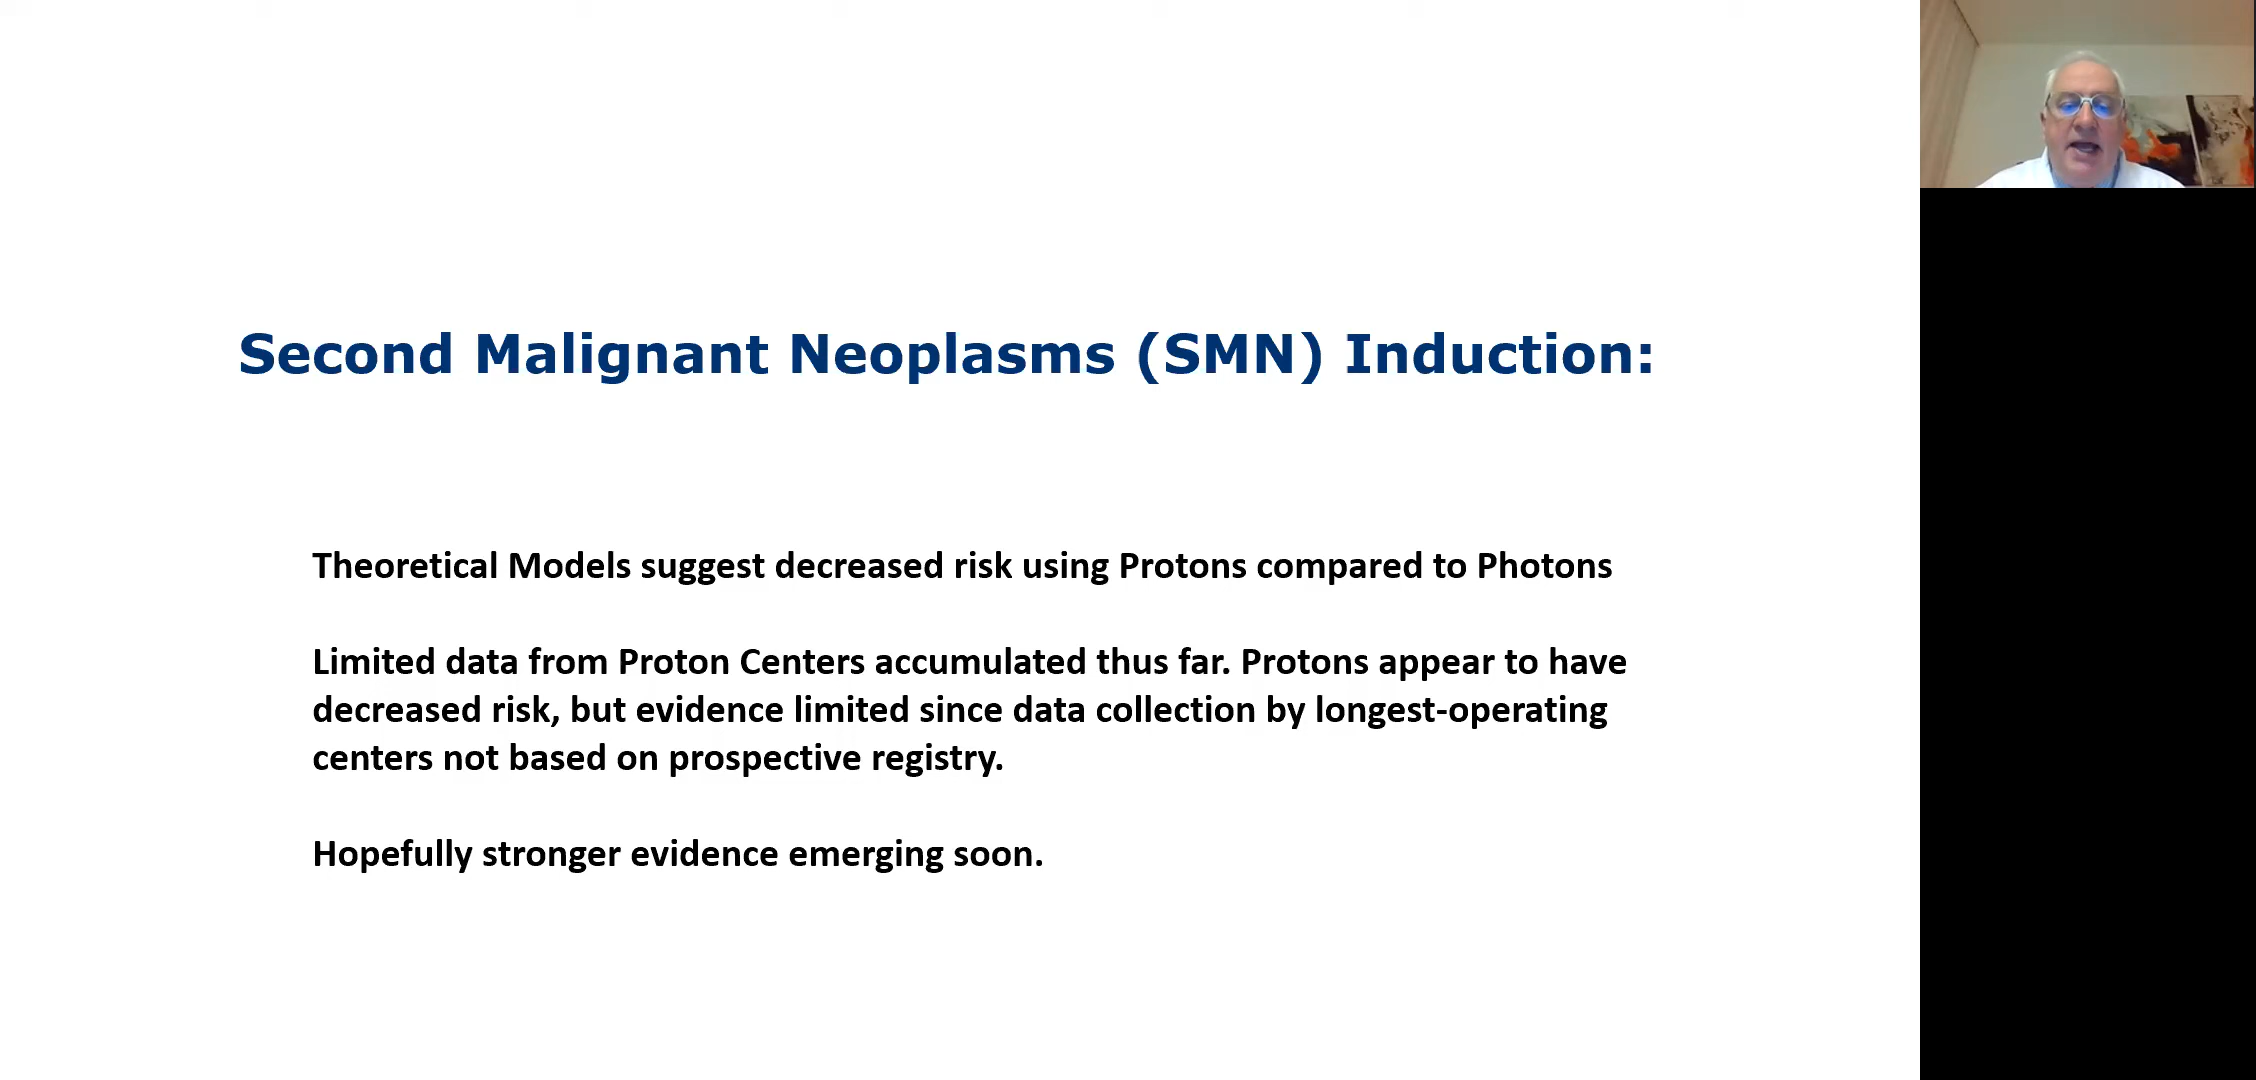 Second Malignant Neoplasms (SMN) Induction:
Theoretical Models suggest decreased risk using Protons compared to Photons
Limited data from Proton Centers accumulated thus far. Protons appear to have
decreased risk, but evidence limited since data collection by longest-operating
centers not based on prospective registry.
Hopefully stronger evidence emerging soon.